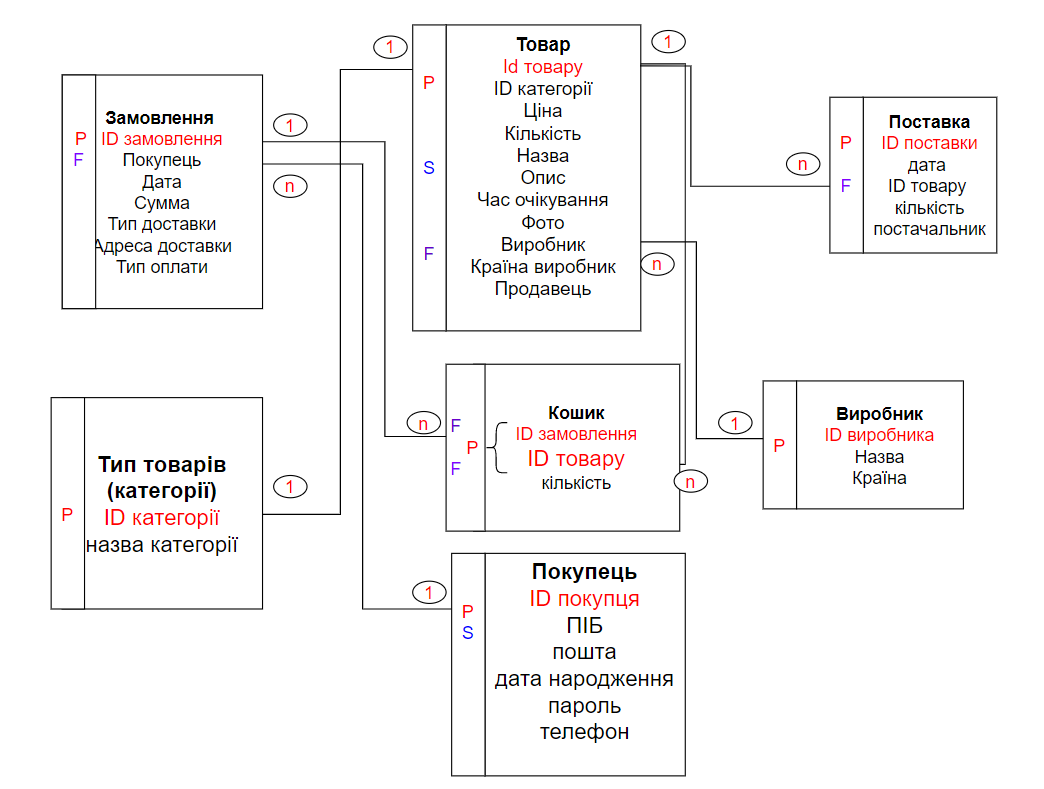 Замовлення
P
ID замовлення
F
Покупець
Дата
Сумма
Тип доставки
Адреса доставки
Тип оплати
1
n
1
Товар
1
P
Id товару
ID категорії
Ціна
Кількість
Назва
S
Опис
Час очікування
Фото
F
Виробник
Країна виробник
Продавець
n
Поставка
P
ID поставки
дата
n
F
ID товару
кількість
постачальник
Тип товарів
(категорії)
P
ID категорії
назва категорії
1
n
Кошик
F
P
F
ID замовлення
ID товару
кількість
n
1
Виробник
P
ID виробника
Назва
Країна
1
Покупець
P
S
ID покупця
ПІБ
пошта
дата народження
пароль
телефон